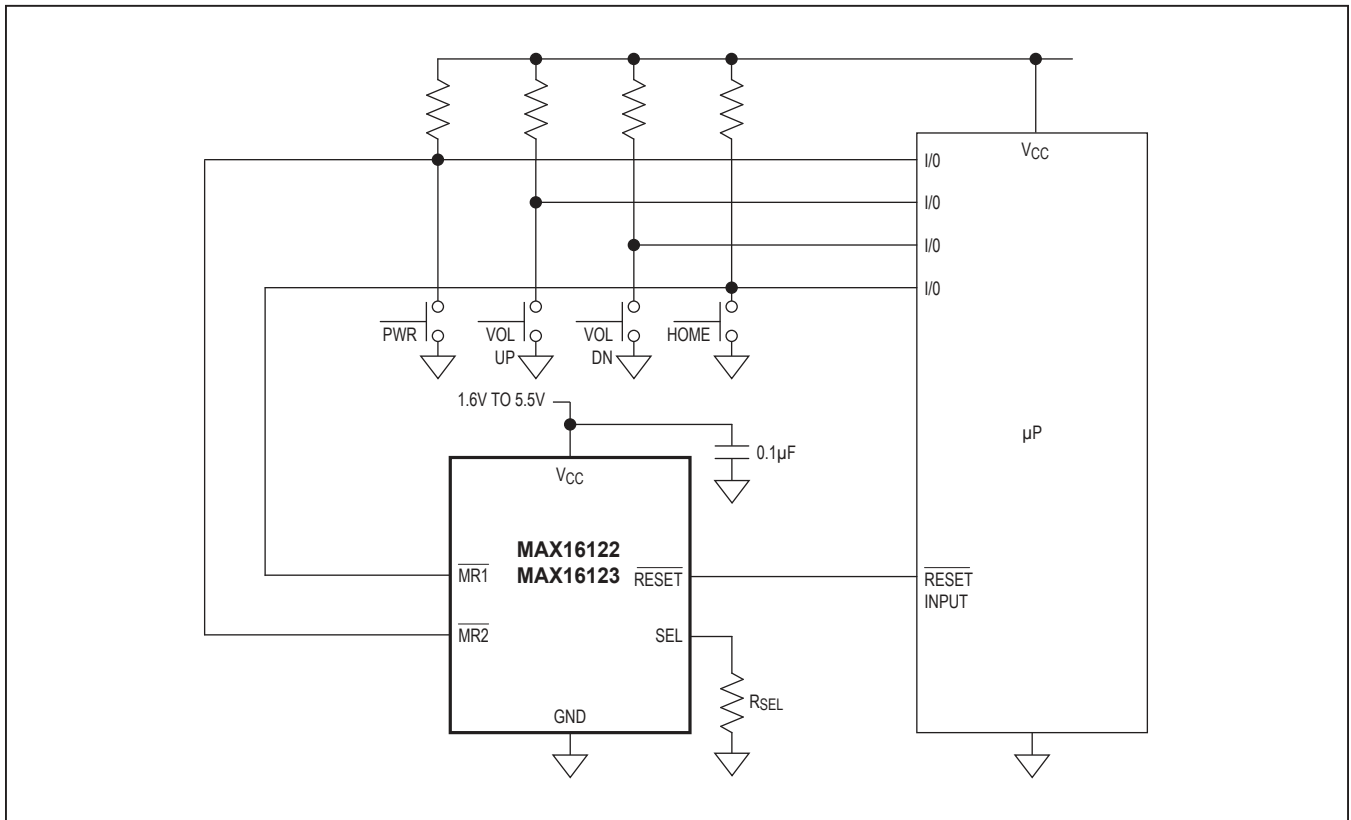 VCC
I/0
I/0
I/0
I/0
PWR
VOL
UP
VOL
DN
HOME
1.6V TO 5.5V
0.1µF
µP
VCC
MAX16122
MAX16123
MR1
RESET
RESET
INPUT
MR2
SEL
RSEL
GND